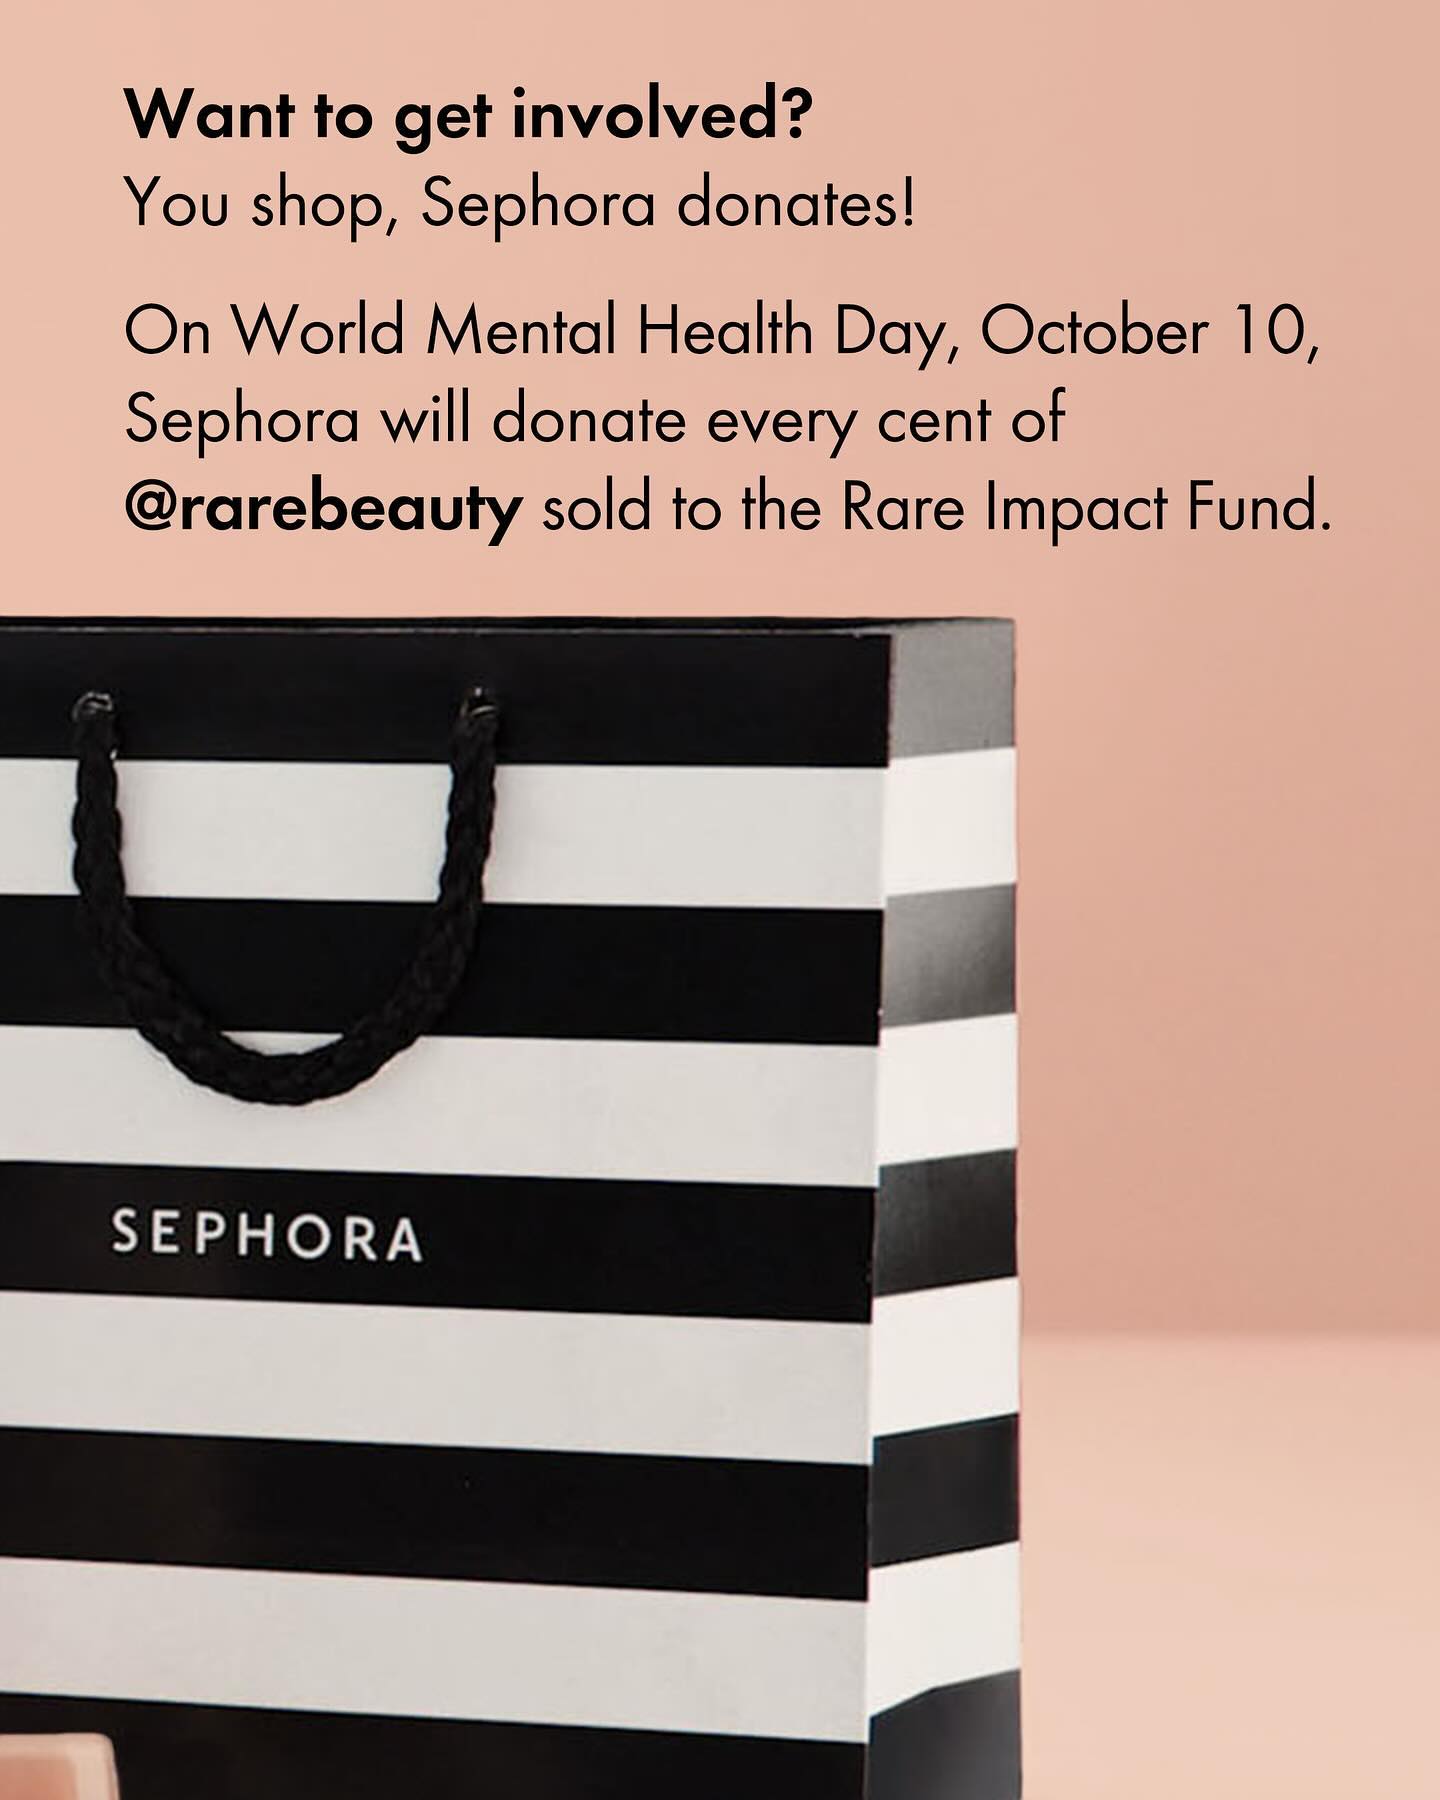 Want to get involved?
You shop, Sephora donates!
On World Mental Health Day, October 10,
Sephora will donate every cent of
@rarebeauty sold to the Rare Impact Fund.
SEPHORA